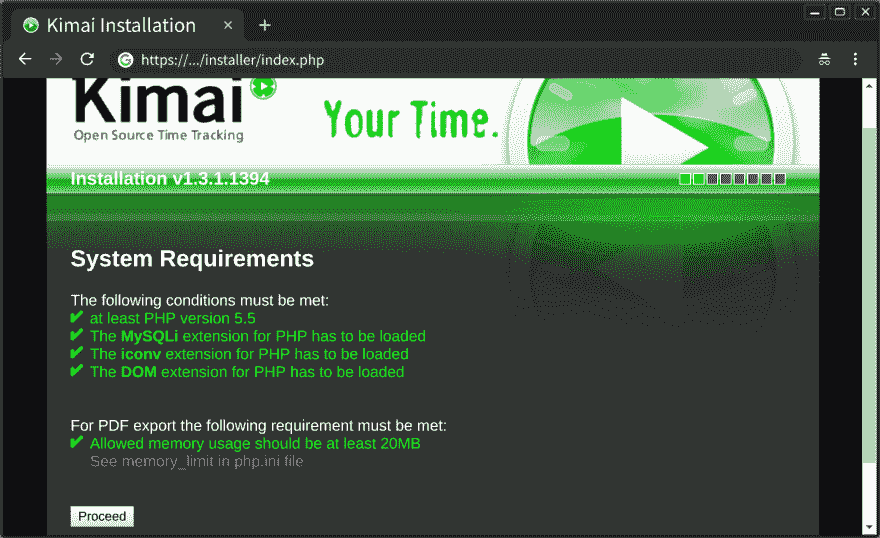 Kimai Installation
https://.../installer/index.php
Kimai
Open Source Time Tracking
Your Time.
Installation v1.3.1.1394
System Requirements
The following conditions must be met:
at least PHP version 5.5
The MySQLi extension for PHP has to be loaded
The iconv extension for PHP has to be loaded
The DOM extension for PHP has to be loaded
For PDF export the following requirement must be met:
Allowed memory usage should be at least 20MB
See memory_limit in php.ini file
Proceed